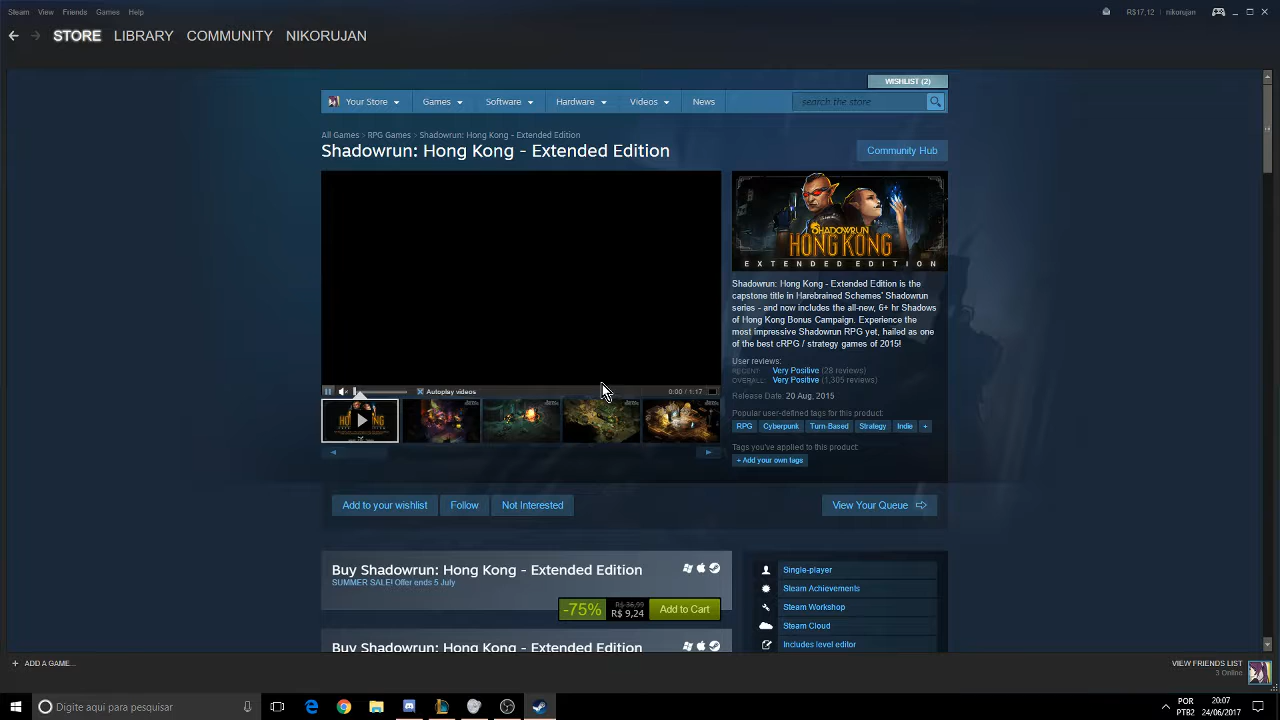 Steam View Friends Games Help
R$17,12 nikorujan
STORE LIBRARY COMMUNITY NIKORUJAN
WISHLIST (2)
Your Store Games Software Hardware Videos News
search the store
All Games > RPG Games > Shadowrun: Hong Kong - Extended Edition
Shadowrun: Hong Kong - Extended Edition
Community Hub
SHADOWRUN
HONG KONG
EXTENDED EDITION
Shadowrun: Hong Kong - Extended Edition is the
capstone title in Harebrained Schemes' Shadowrun
series - and now includes the all-new, 6+ hr Shadows
of Hong Kong Bonus Campaign. Experience the
most impressive Shadowrun RPG yet, hailed as one
of the best cRPG / strategy games of 2015!
User reviews:
RECENT: Very Positive (28 reviews)
OVERALL: Very Positive (1,305 reviews)
Release Date: 20 Aug, 2015
Popular user-defined tags for this product:
RPG Cyberpunk Turn-Based Strategy Indie +
Tags you've applied to this product:
+ Add your own tags
Autoplay videos
0:00 / 1:17
Add to your wishlist Follow Not Interested
View Your Queue
Buy Shadowrun: Hong Kong - Extended Edition
SUMMER SALE! Offer ends 5 July
-75%
R$ 36,99
R$ 9,24
Add to Cart
Buy Shadowrun: Hong Kong - Extended Edition
Single-player
Steam Achievements
Steam Workshop
Steam Cloud
Includes level editor
+ ADD A GAME...
VIEW FRIENDS LIST
3 Online
Digite aqui para pesquisar
POR
PTB2
20:07
24/06/2017